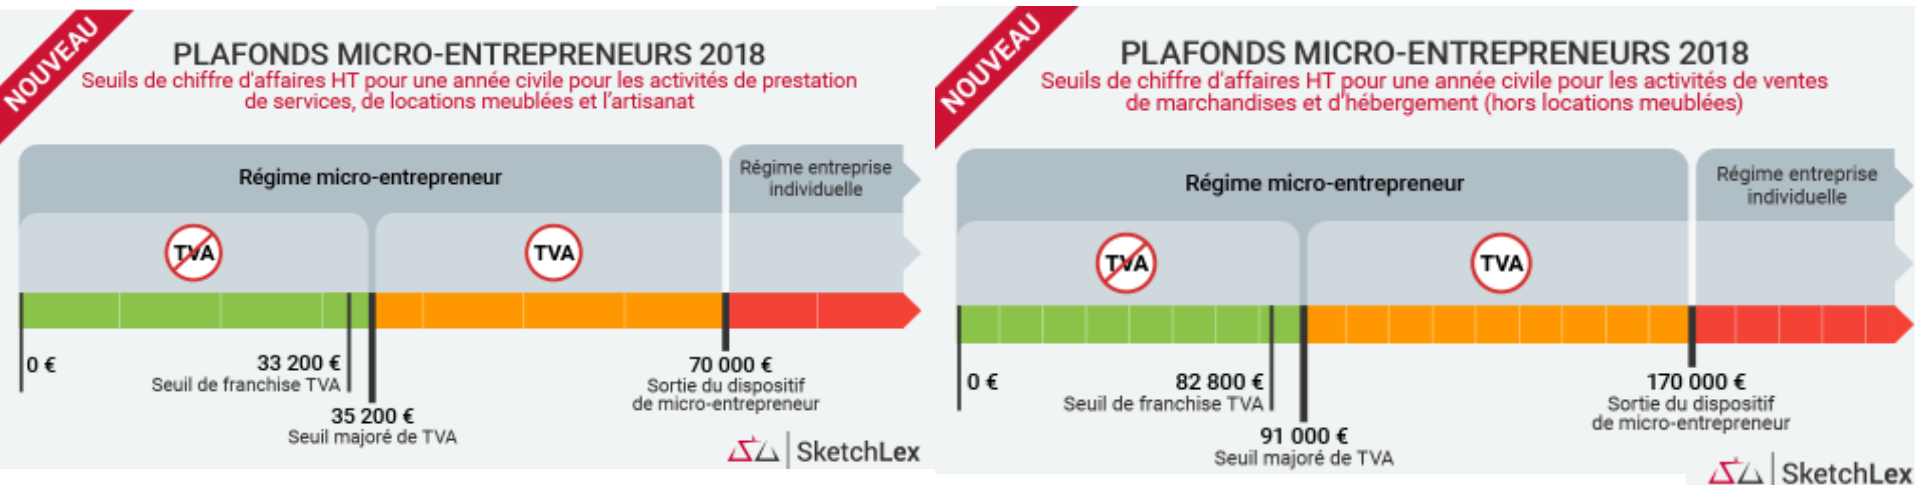 NOUVEAU
PLAFONDS MICRO-ENTREPRENEURS 2018
Seuils de chiffre d'affaires HT pour une année civile pour les activités de prestation
de services, de locations meublées et l'artisanat
Régime micro-entrepreneur
Régime entreprise
individuelle
TVA
TVA
0 €
33 200 €
Seuil de franchise TVA
35 200 €
Seuil majoré de TVA
70 000 €
Sortie du dispositif
de micro-entrepreneur
SketchLex
NOUVEAU
PLAFONDS MICRO-ENTREPRENEURS 2018
Seuils de chiffre d'affaires HT pour une année civile pour les activités de ventes
de marchandises et d'hébergement (hors locations meublées)
Régime micro-entrepreneur
Régime entreprise
individuelle
TVA
TVA
0 €
82 800 €
Seuil de franchise TVA
91 000 €
Seuil majoré de TVA
170 000 €
Sortie du dispositif
de micro-entrepreneur
SketchLex